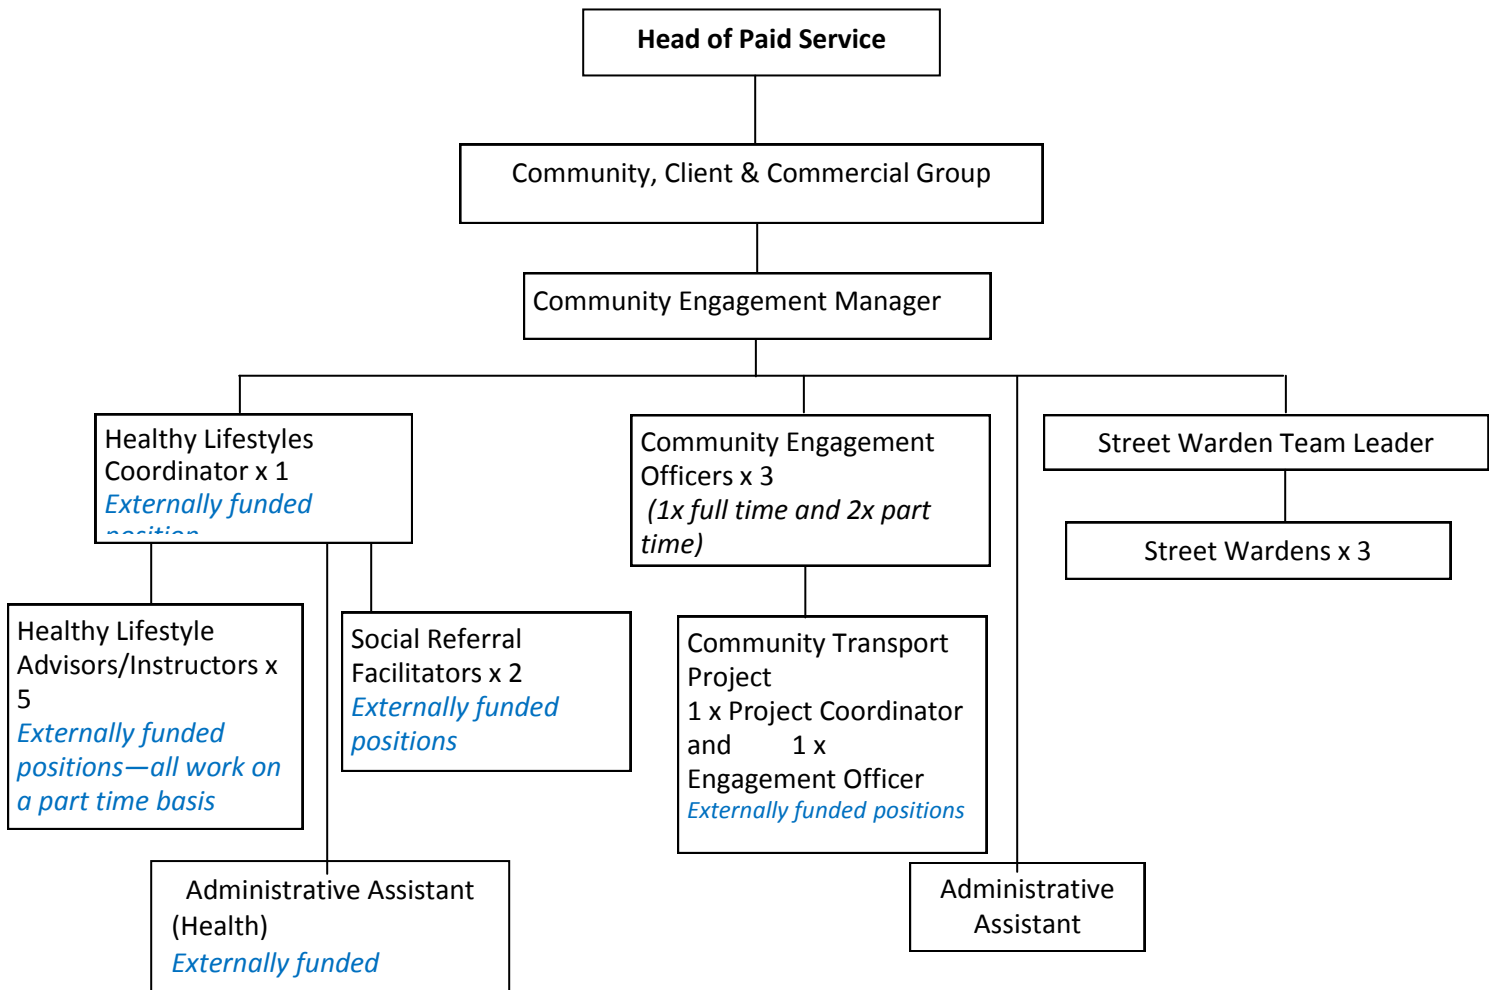 Head of Paid Service
Community, Client & Commercial Group
Community Engagement Manager
Healthy Lifestyles
Coordinator x 1
Externally funded
position
Community Engagement
Officers x 3
(1x full time and 2x part
time)
Street Warden Team Leader
Street Wardens x 3
Healthy Lifestyle
Advisors/Instructors x
5
Externally funded
positions—all work on
a part time basis
Social Referral
Facilitators x 2
Externally funded
positions
Community Transport
Project
1 x Project Coordinator
and 1 x
Engagement Officer
Externally funded positions
Administrative Assistant
(Health)
Externally funded
Administrative
Assistant